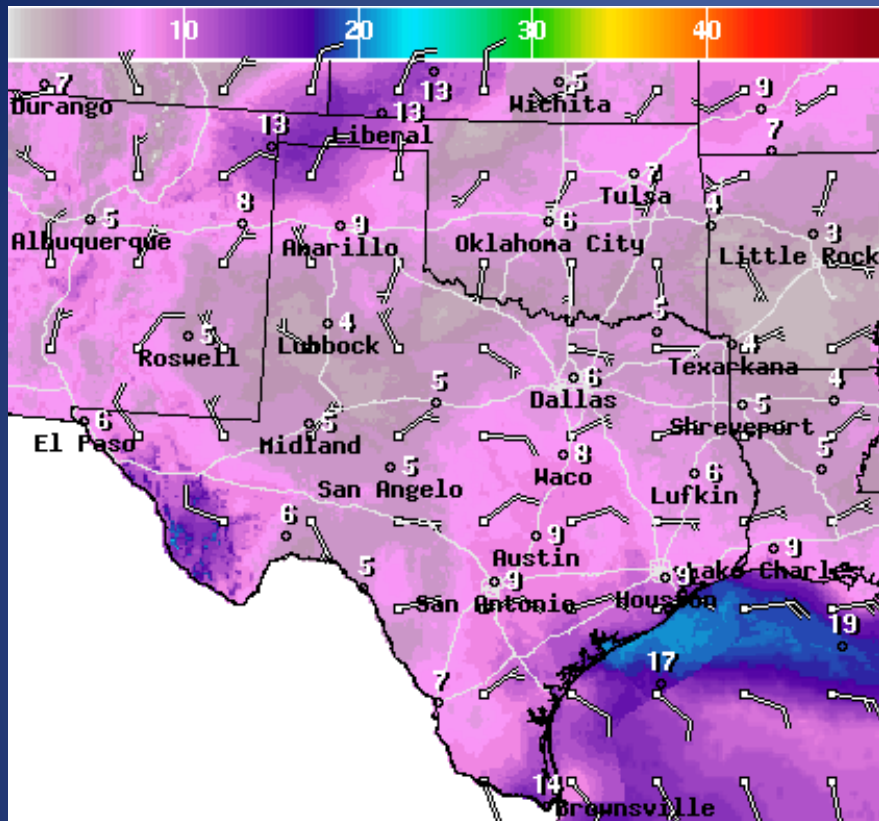 10 20 30 40
7 13 5 9
Durango 13 Wichita
13 Liberal 7
7
Tulsa
5 8 9 6 4 3
Albuquerque Amarillo Oklahoma City Little Rock
5 4 5
Roswell Lubbock Texarkana 4
5 6 5 4
Dallas
6 5 Shreveport
El Paso Midland
5 8 6 5
San Angelo Waco Lufkin
6 9 9
Austin
5 9 9 Lake Charles
San Antonio Houston
19
7 17
14
Brownsville